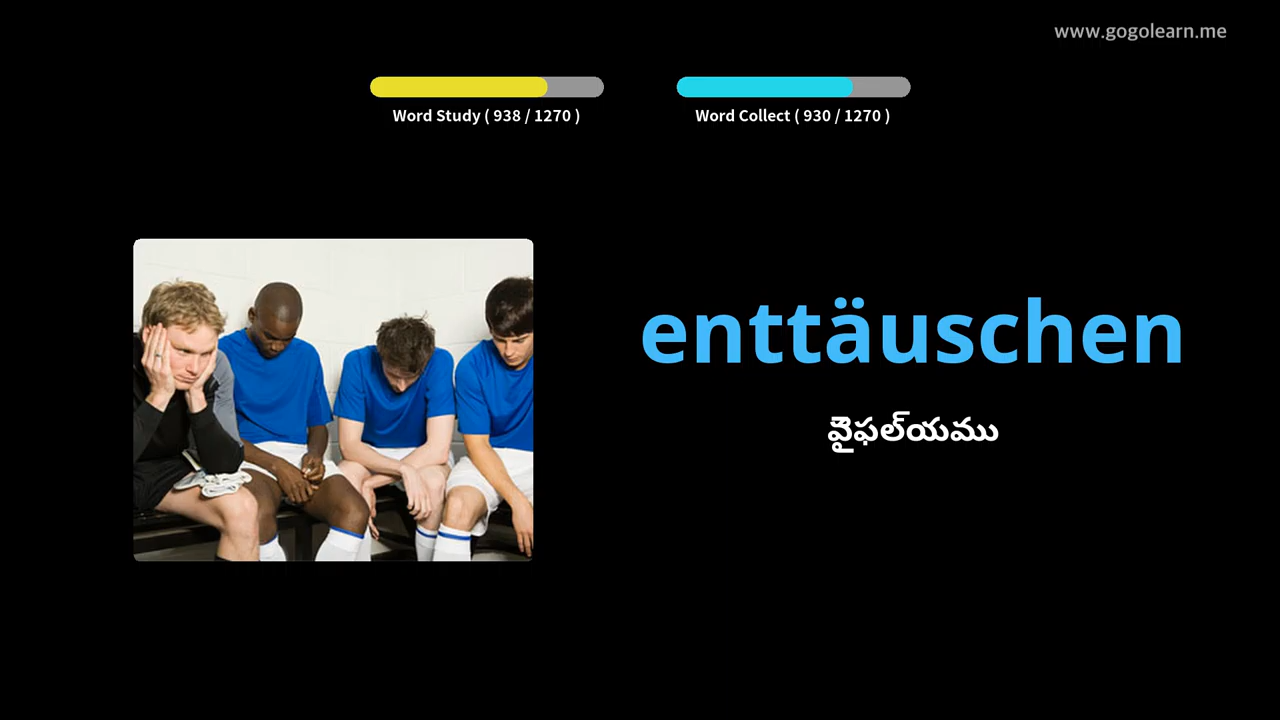 www.gogolearn.me
Word Study ( 938 / 1270 )
Word Collect ( 930 / 1270 )
enttäuschen
వైఫల్యము